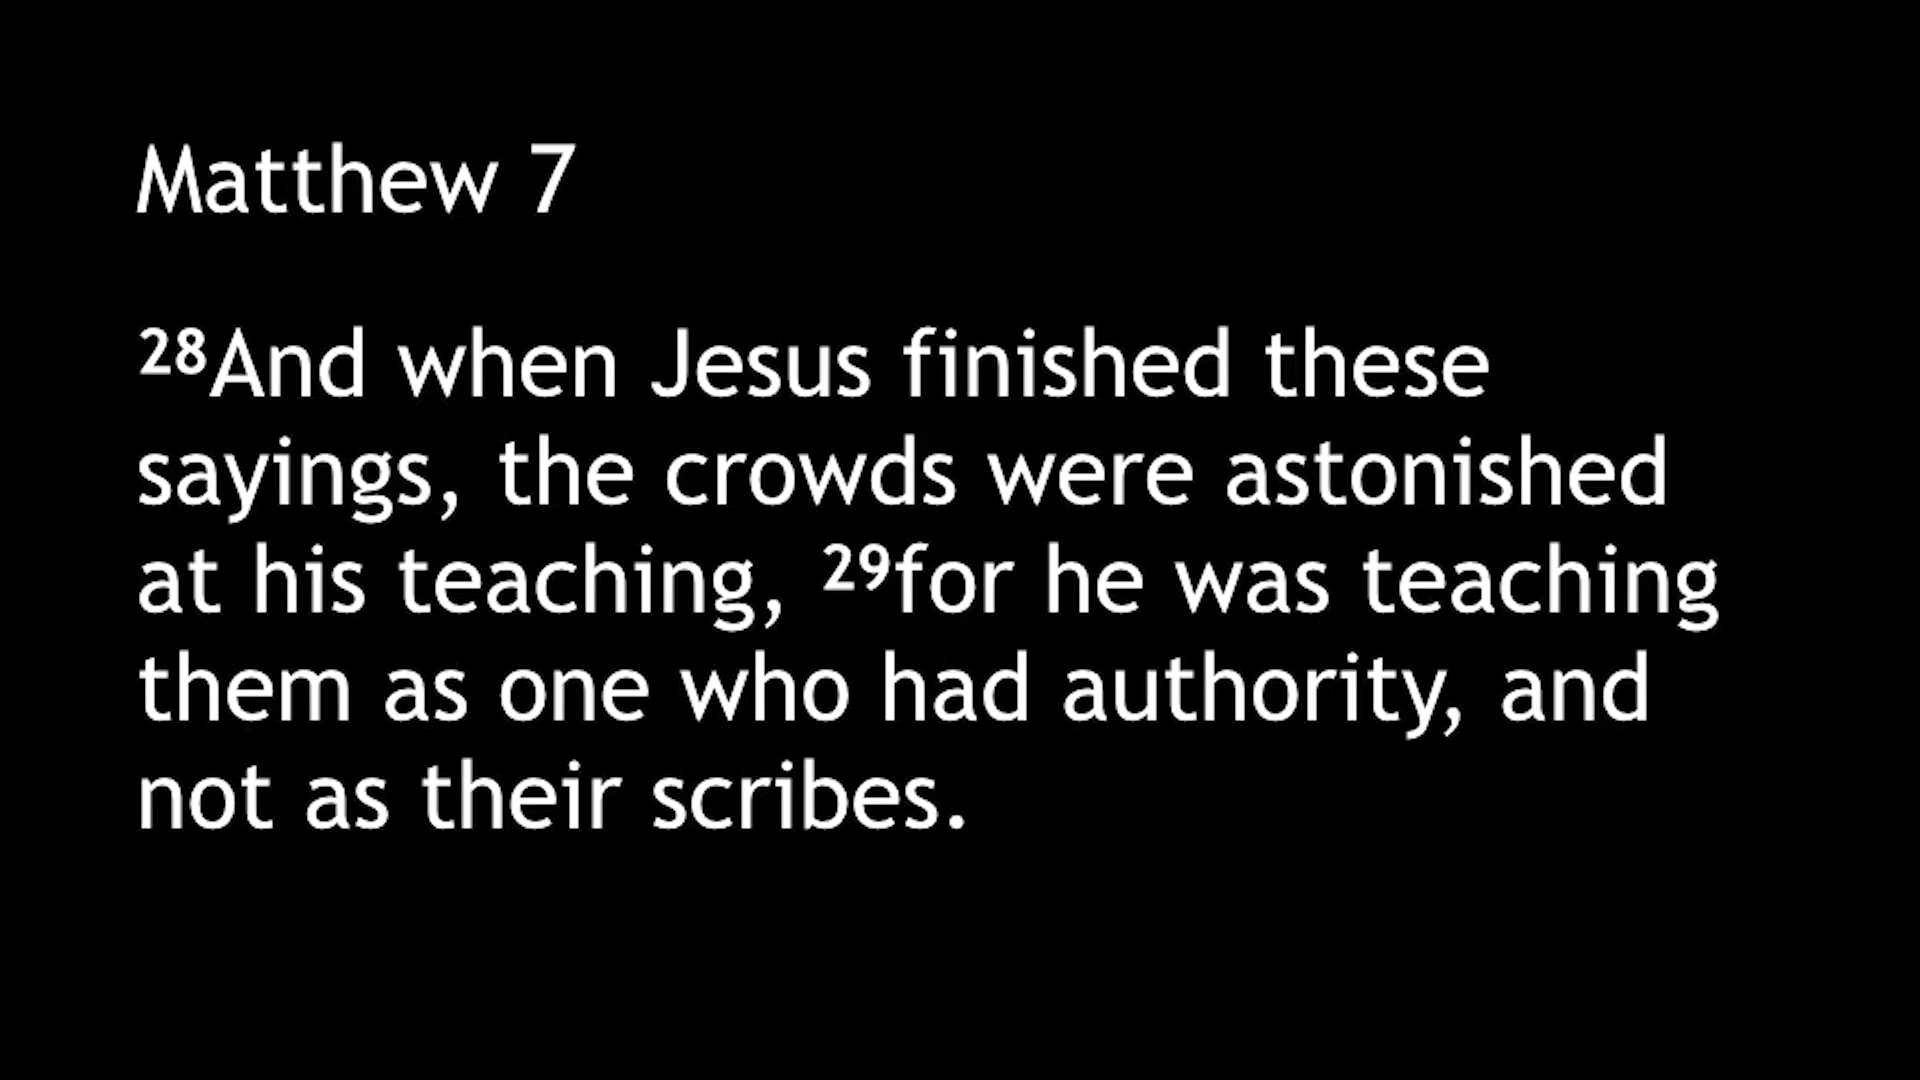 Matthew 7
²⁸And when Jesus finished these
sayings, the crowds were astonished
at his teaching, ²⁹for he was teaching
them as one who had authority, and
not as their scribes.